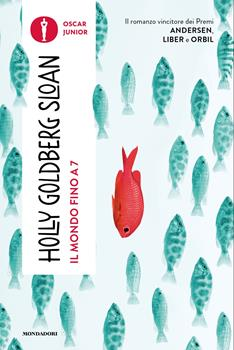 OSCAR
JUNIOR
Il romanzo vincitore dei Premi
ANDERSEN,
LIBER e ORBIL
HOLLY GOLDBERG SLOAN
IL MONDO FINO A 7
MONDADORI